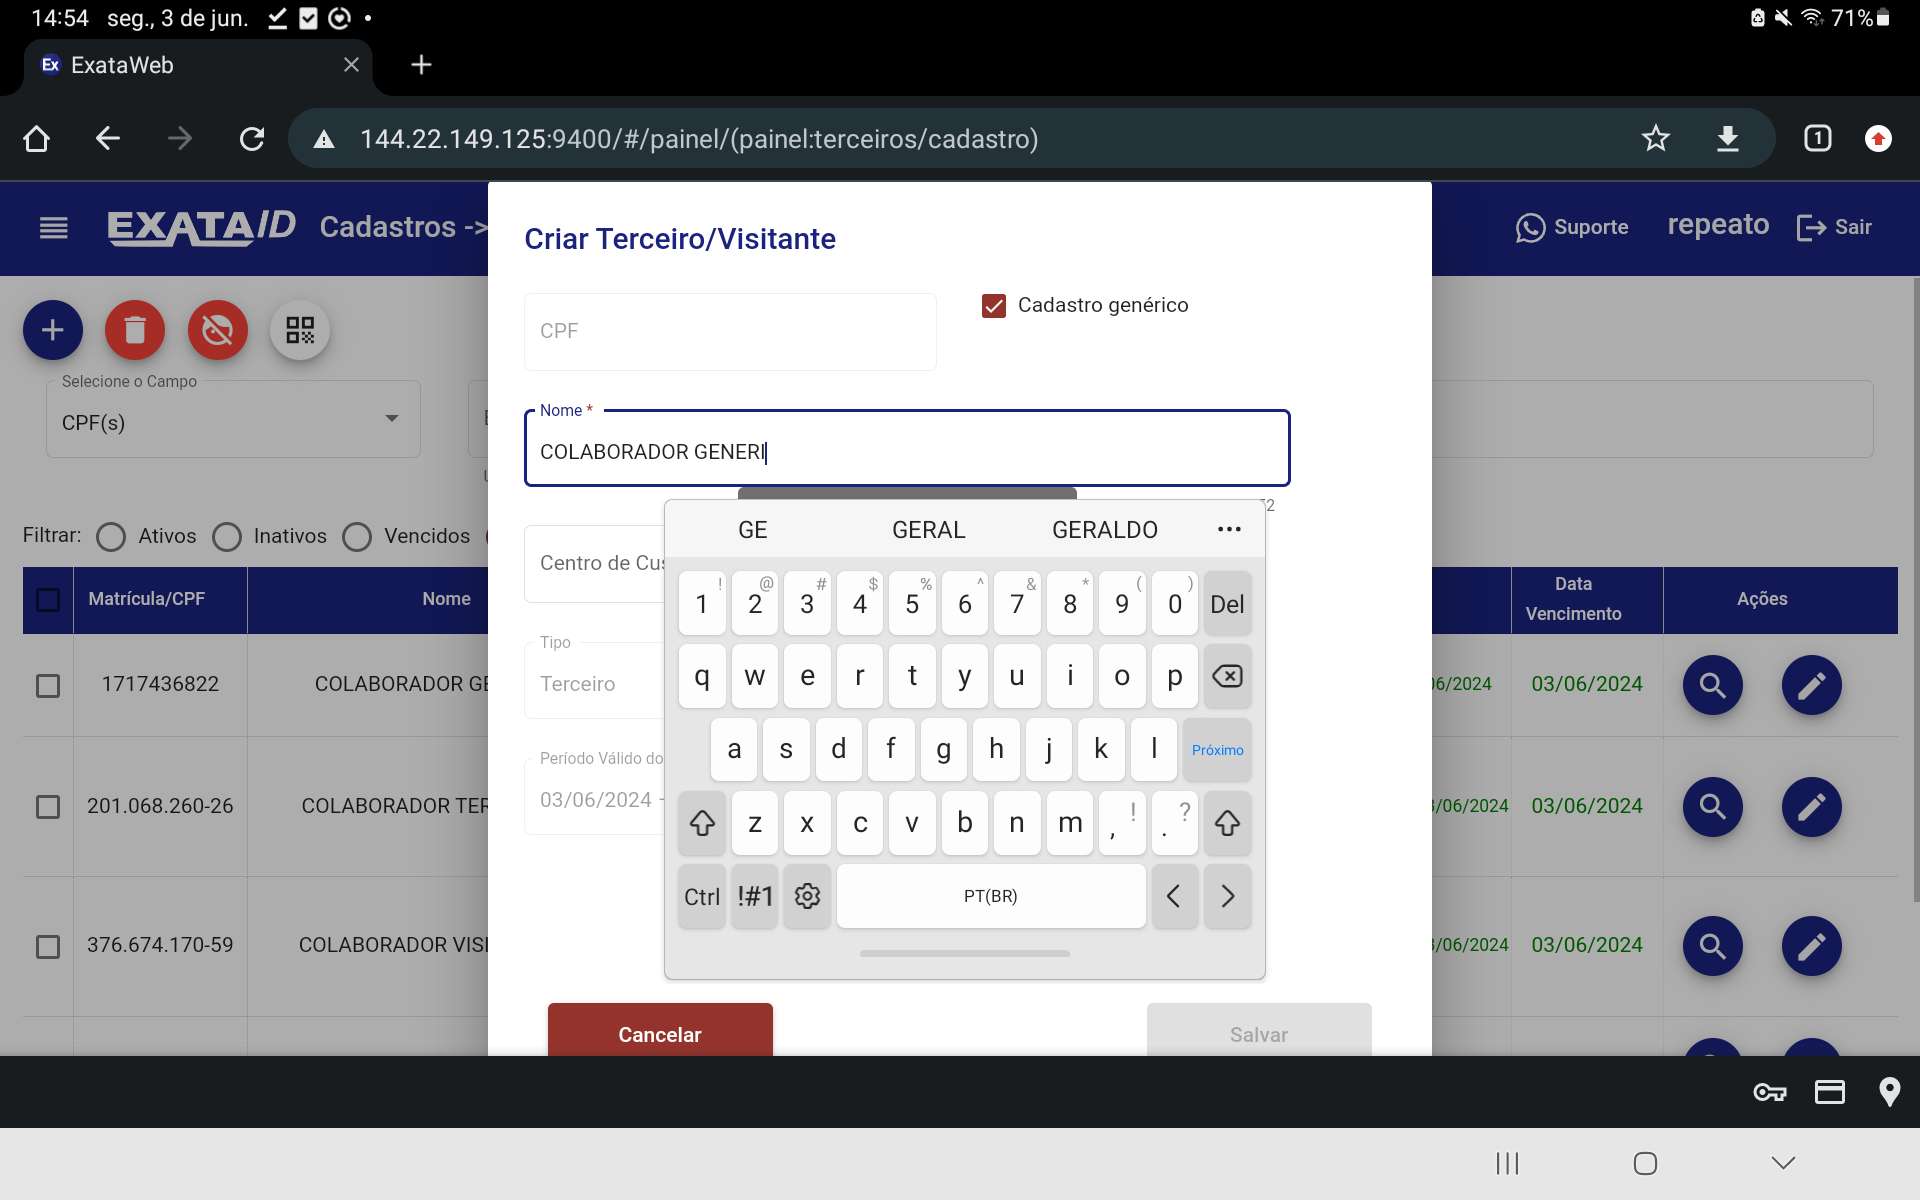 14:54 seg., 3 de jun. 71%
Ex ExataWeb
144.22.149.125:9400/#/painel/(painel:terceiros/cadastro) 1
EXATAID Cadastros -> Suporte repeato Sair
Criar Terceiro/Visitante
CPF
Cadastro genérico
Selecione o Campo
CPF(s)
Nome *
COLABORADOR GENERI
Filtrar: Ativos Inativos Vencidos
Centro de Cus
Tipo
Terceiro
Período Válido do
03/06/2024 -
GE GERAL GERALDO ...
1 ! 2 @ 3 # 4 $ 5 % 6 ^ 7 & 8 * 9 ( 0 ) Del
q w e r t y u i o p
a s d f g h j k l Próximo
z x c v b n m , ! . ?
Ctrl !#1 PT(BR) < >
Matrícula/CPF Nome Data Vencimento Ações
1717436822 COLABORADOR GE 06/2024 03/06/2024
201.068.260-26 COLABORADOR TER 3/06/2024 03/06/2024
376.674.170-59 COLABORADOR VISI 3/06/2024 03/06/2024
Cancelar Salvar